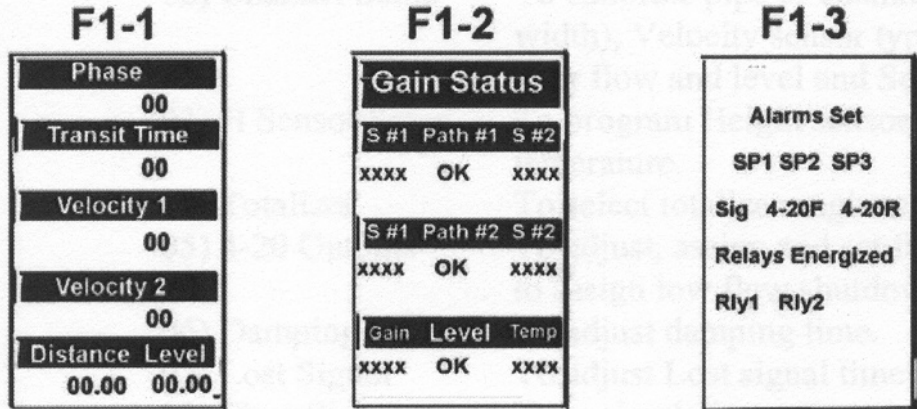 F1-1
Phase
00
Transit Time
00
Velocity 1
00
Velocity 2
00
Distance Level
00.00 00.00
F1-2
Gain Status
S #1 Path #1 S #2
xxxx OK xxxx
S #1 Path #2 S #2
xxxx OK xxxx
Gain Level Temp
xxxx OK xxxx
F1-3
Alarms Set
SP1 SP2 SP3
Sig 4-20F 4-20R
Relays Energized
Rly1 Rly2